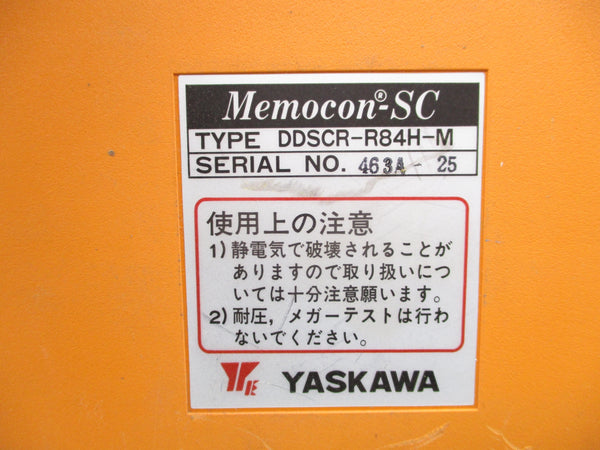 Memocon®-SC
TYPE DDSCR-R84H-M
SERIAL NO. 463A-25
使用上の注意
1) 静電気で破壊されることが
ありますので取り扱いにつ
いては十分注意願います。
2) 耐圧，メガーテストは行わ
ないでください。
YASKAWA